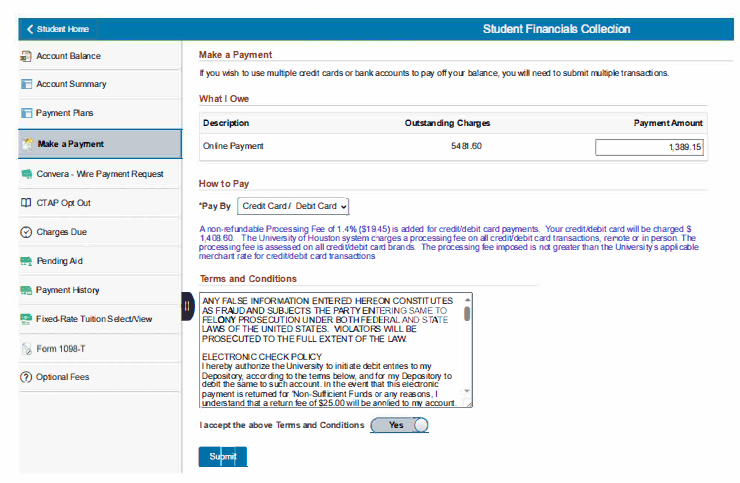 Student Home
Student Financials Collection
Account Balance
Account Summary
Payment Plans
Make a Payment
Convera - Wire Payment Request
CTAP Opt Out
Charges Due
Pending Aid
Payment History
Fixed-Rate Tuition Select/View
Form 1098-T
Optional Fees
Make a Payment
If you wish to use multiple credit cards or bank accounts to pay off your balance, you will need to submit multiple transactions.
What I Owe
Description Outstanding Charges Payment Amount
Online Payment 5481.60 1,389.15
How to Pay
*Pay By Credit Card / Debit Card
A non-refundable Processing Fee of 1.4% ($19.45) is added for credit/debit card payments. Your credit/debit card will be charged $
1,408.60. The University of Houston system charges a processing fee on all credit/debit card transactions, remote or in person. The
processing fee is assessed on all credit/debit card brands. The processing fee imposed is not greater than the University's applicable
merchant rate for credit/debit card transactions
Terms and Conditions
ANY FALSE INFORMATION ENTERED HEREON CONSTITUTES
AS FRAUD AND SUBJECTS THE PARTY ENTERING SAME TO
FELONY PROSECUTION UNDER BOTH FEDERAL AND STATE
LAWS OF THE UNITED STATES. VIOLATORS WILL BE
PROSECUTED TO THE FULL EXTENT OF THE LAW.
ELECTRONIC CHECK POLICY
I hereby authorize the University to initiate debit entries to my
Depository, according to the terms below, and for my Depository to
debit the same to such account. In the event that this electronic
payment is returned for 'Non-Sufficient Funds or any reasons, I
understand that a return fee of $25.00 will be applied to my account.
I accept the above Terms and Conditions Yes
Submit